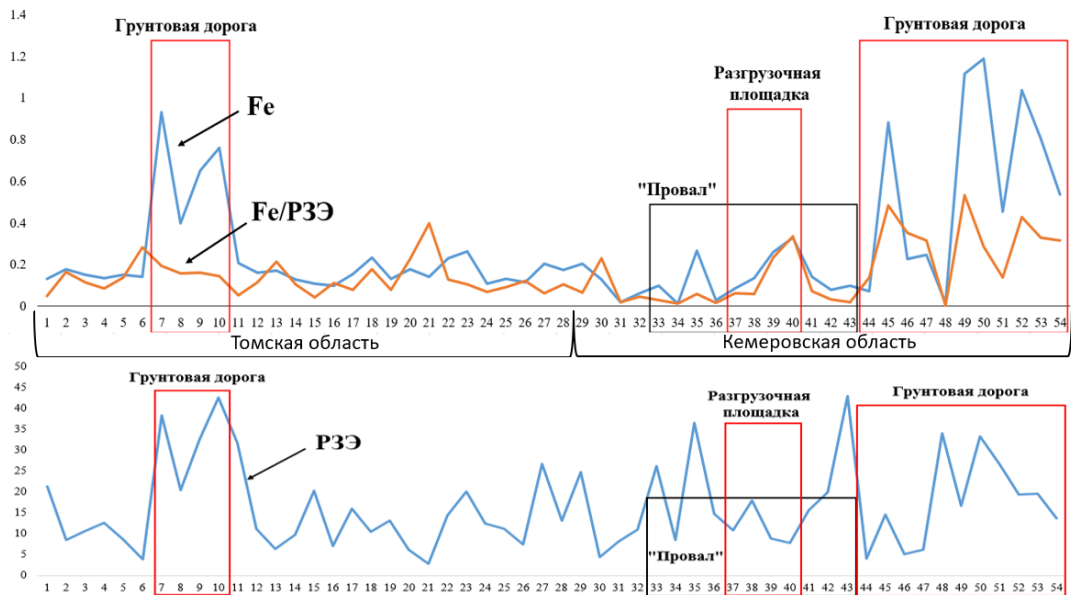 1.4
Грунтовая дорога
Грунтовая дорога
1.2
Разгрузочная
площадка
1
Fe
0.8
0.6
"Провал"
Fe/РЗЭ
0.4
0.2
0
1 2 3 4 5 6 7 8 9 10 11 12 13 14 15 16 17 18 19 20 21 22 23 24 25 26 27 28 29 30 31 32 33 34 35 36 37 38 39 40 41 42 43 44 45 46 47 48 49 50 51 52 53 54
Томская область Кемеровская область
50
Грунтовая дорога
Разгрузочная
площадка
Грунтовая дорога
45
40
35
РЗЭ
30
25
20
15
10
"Провал"
5
0
1 2 3 4 5 6 7 8 9 10 11 12 13 14 15 16 17 18 19 20 21 22 23 24 25 26 27 28 29 30 31 32 33 34 35 36 37 38 39 40 41 42 43 44 45 46 47 48 49 50 51 52 53 54